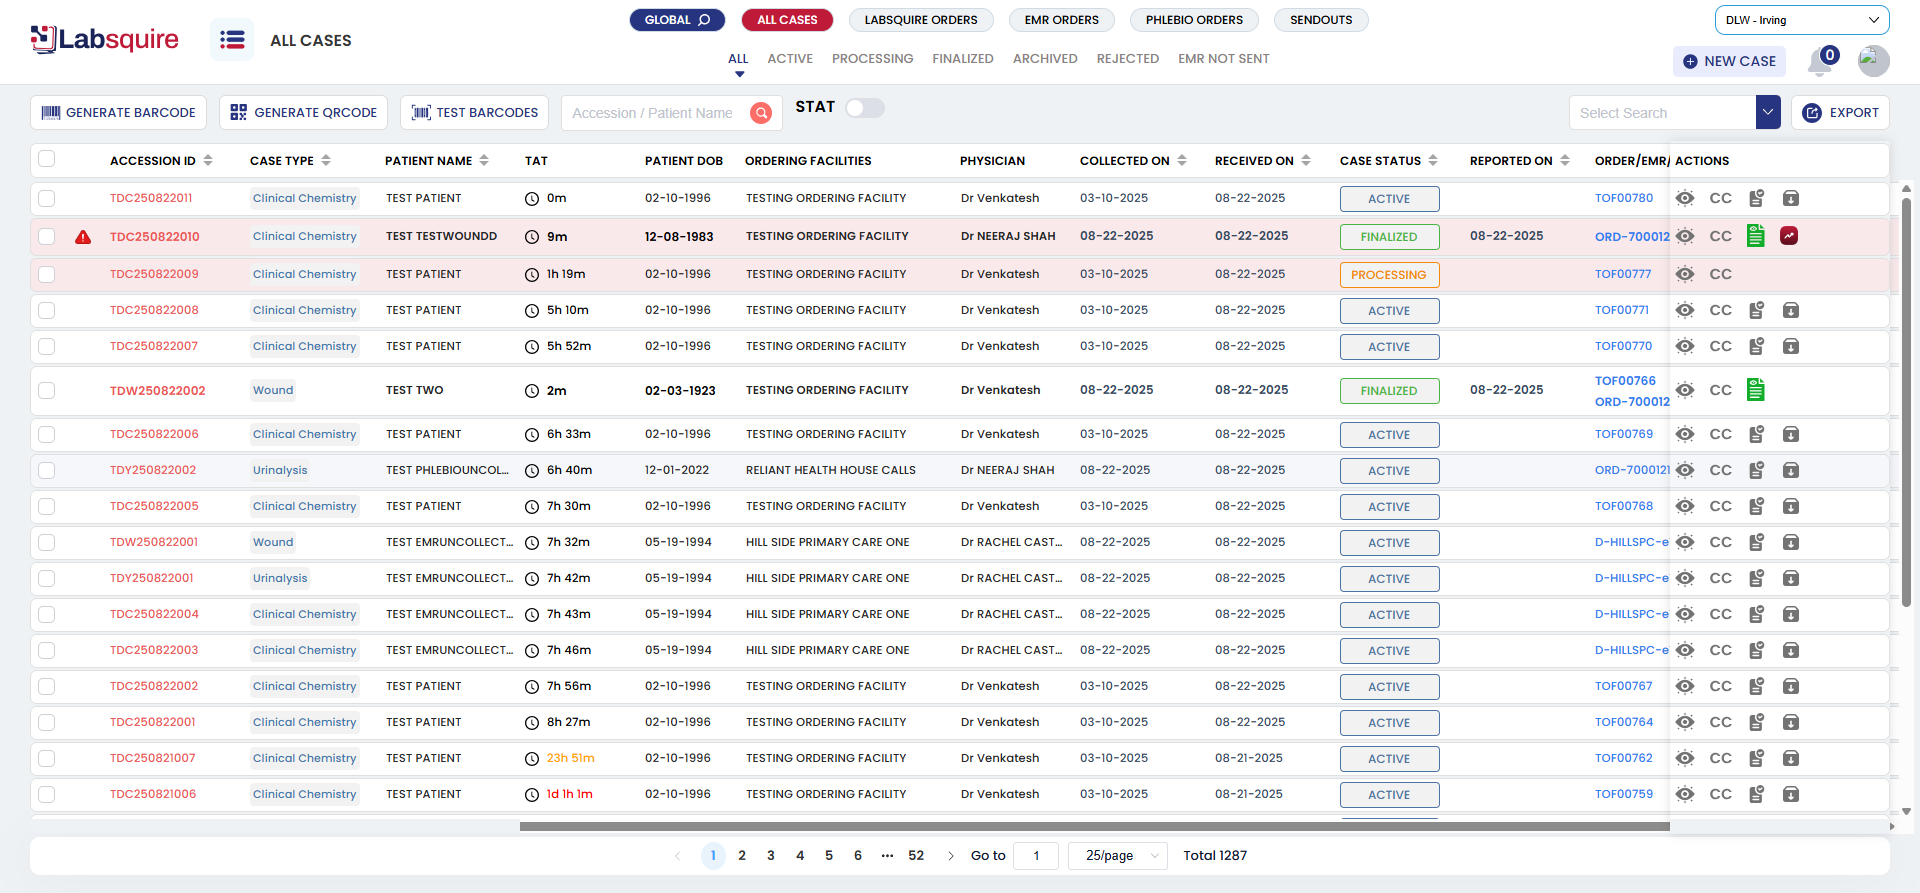 GLOBAL
ALL CASES
LABSQUIRE ORDERS
EMR ORDERS
PHLEBIO ORDERS
SENDOUTS
DLW - Irving
Labsquire
ALL CASES
ALL
ACTIVE
PROCESSING
FINALIZED
ARCHIVED
REJECTED
EMR NOT SENT
NEW CASE
0
GENERATE BARCODE
GENERATE QRCODE
TEST BARCODES
Accession / Patient Name
STAT
Select Search
EXPORT
ACCESSION ID CASE TYPE PATIENT NAME TAT PATIENT DOB ORDERING FACILITIES PHYSICIAN COLLECTED ON RECEIVED ON CASE STATUS REPORTED ON ORDER/EMR/ ACTIONS
TDC250822011 Clinical Chemistry TEST PATIENT 0m 02-10-1996 TESTING ORDERING FACILITY Dr Venkatesh 03-10-2025 08-22-2025 ACTIVE TOF00780 CC
TDC250822010 Clinical Chemistry TEST TESTWOUNDD 9m 12-08-1983 TESTING ORDERING FACILITY Dr NEERAJ SHAH 08-22-2025 08-22-2025 FINALIZED 08-22-2025 ORD-700012 CC
TDC250822009 Clinical Chemistry TEST PATIENT 1h 19m 02-10-1996 TESTING ORDERING FACILITY Dr Venkatesh 03-10-2025 08-22-2025 PROCESSING TOF00777 CC
TDC250822008 Clinical Chemistry TEST PATIENT 5h 10m 02-10-1996 TESTING ORDERING FACILITY Dr Venkatesh 03-10-2025 08-22-2025 ACTIVE TOF00771 CC
TDC250822007 Clinical Chemistry TEST PATIENT 5h 52m 02-10-1996 TESTING ORDERING FACILITY Dr Venkatesh 03-10-2025 08-22-2025 ACTIVE TOF00770 CC
TDW250822002 Wound TEST TWO 2m 02-03-1923 TESTING ORDERING FACILITY Dr Venkatesh 08-22-2025 08-22-2025 FINALIZED 08-22-2025 TOF00766 CC
ORD-700012
TDC250822006 Clinical Chemistry TEST PATIENT 6h 33m 02-10-1996 TESTING ORDERING FACILITY Dr Venkatesh 03-10-2025 08-22-2025 ACTIVE TOF00769 CC
TDY250822002 Urinalysis TEST PHLEBIOUNCOL... 6h 40m 12-01-2022 RELIANT HEALTH HOUSE CALLS Dr NEERAJ SHAH 08-22-2025 08-22-2025 ACTIVE ORD-7000121 CC
TDC250822005 Clinical Chemistry TEST PATIENT 7h 30m 02-10-1996 TESTING ORDERING FACILITY Dr Venkatesh 03-10-2025 08-22-2025 ACTIVE TOF00768 CC
TDW250822001 Wound TEST EMRUNCOLLECT... 7h 32m 05-19-1994 HILL SIDE PRIMARY CARE ONE Dr RACHEL CAST... 08-22-2025 08-22-2025 ACTIVE D-HILLSPC-e CC
TDY250822001 Urinalysis TEST EMRUNCOLLECT... 7h 42m 05-19-1994 HILL SIDE PRIMARY CARE ONE Dr RACHEL CAST... 08-22-2025 08-22-2025 ACTIVE D-HILLSPC-e CC
TDC250822004 Clinical Chemistry TEST EMRUNCOLLECT... 7h 43m 05-19-1994 HILL SIDE PRIMARY CARE ONE Dr RACHEL CAST... 08-22-2025 08-22-2025 ACTIVE D-HILLSPC-e CC
TDC250822003 Clinical Chemistry TEST EMRUNCOLLECT... 7h 46m 05-19-1994 HILL SIDE PRIMARY CARE ONE Dr RACHEL CAST... 08-22-2025 08-22-2025 ACTIVE D-HILLSPC-e CC
TDC250822002 Clinical Chemistry TEST PATIENT 7h 56m 02-10-1996 TESTING ORDERING FACILITY Dr Venkatesh 03-10-2025 08-22-2025 ACTIVE TOF00767 CC
TDC250822001 Clinical Chemistry TEST PATIENT 8h 27m 02-10-1996 TESTING ORDERING FACILITY Dr Venkatesh 03-10-2025 08-22-2025 ACTIVE TOF00764 CC
TDC250821007 Clinical Chemistry TEST PATIENT 23h 51m 02-10-1996 TESTING ORDERING FACILITY Dr Venkatesh 03-10-2025 08-21-2025 ACTIVE TOF00762 CC
TDC250821006 Clinical Chemistry TEST PATIENT 1d 1h 1m 02-10-1996 TESTING ORDERING FACILITY Dr Venkatesh 03-10-2025 08-21-2025 ACTIVE TOF00759 CC
1 2 3 4 5 6 ••• 52 Go to 1 25/page Total 1287